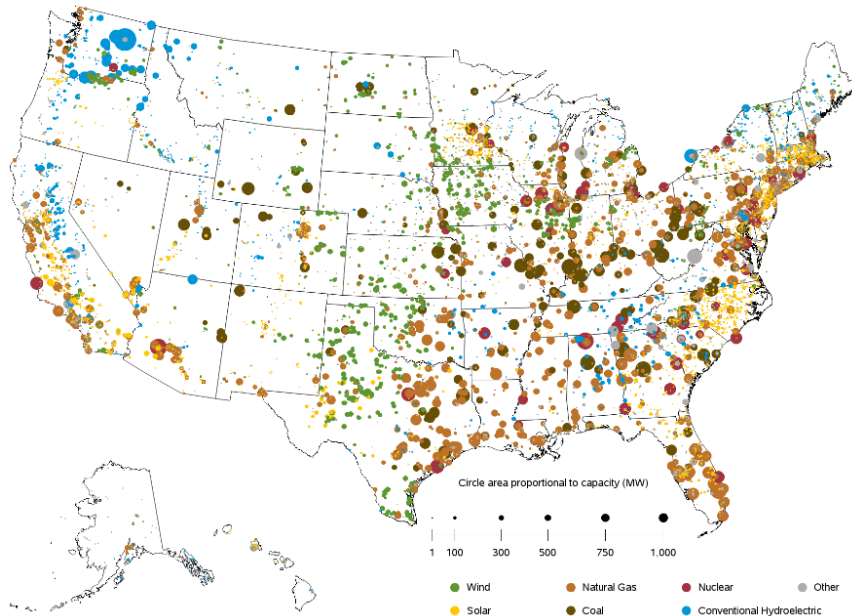 Circle area proportional to capacity (MW)
1 100 300 500 750 1,000
Wind Natural Gas Nuclear Other
Solar Coal Conventional Hydroelectric